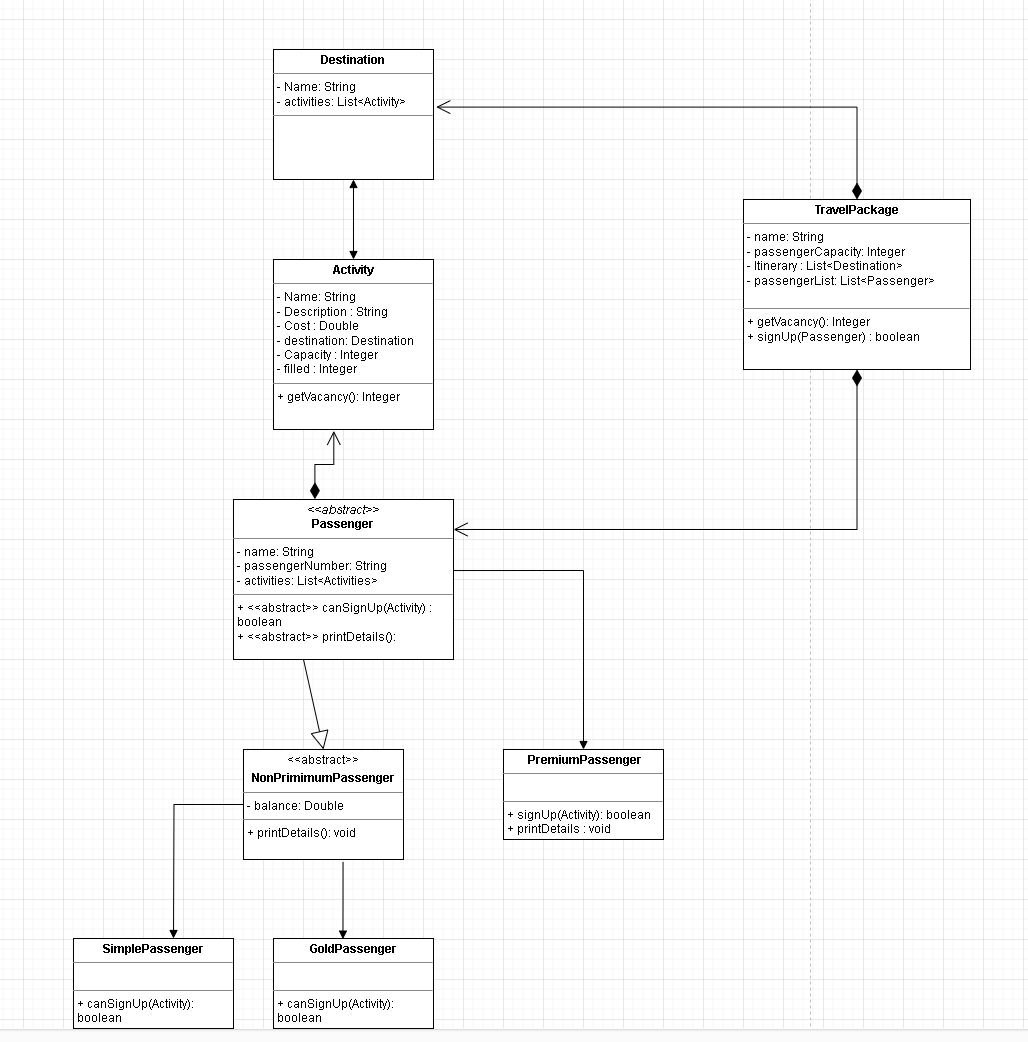 Destination
- Name: String
- activities: List<Activity>
TravelPackage
- name: String
- passengerCapacity: Integer
- Itinerary : List<Destination>
- passengerList: List<Passenger>
+ getVacancy(): Integer
+ signUp(Passenger) : boolean
Activity
- Name: String
- Description : String
- Cost : Double
- destination: Destination
- Capacity : Integer
- filled : Integer
+ getVacancy(): Integer
<<abstract>>
Passenger
- name: String
- passengerNumber: String
- activities: List<Activities>
+ <<abstract>> canSignUp(Activity) :
boolean
+ <<abstract>> printDetails():
<<abstract>>
NonPrimimumPassenger
- balance: Double
+ printDetails(): void
PremiumPassenger
+ signUp(Activity): boolean
+ printDetails : void
SimplePassenger
+ canSignUp(Activity):
boolean
GoldPassenger
+ canSignUp(Activity):
boolean